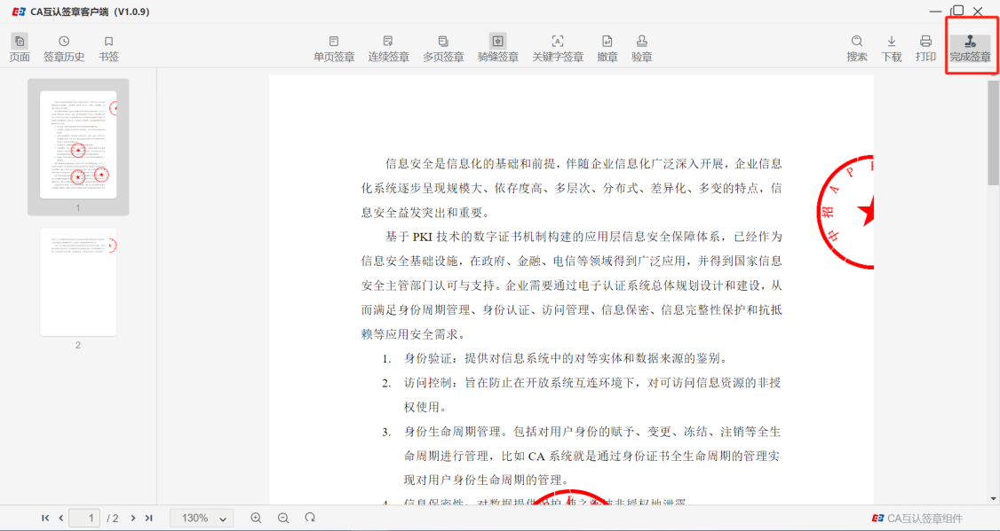 CA互认签章客户端（V1.0.9）
页面 签章历史 书签 单页签章 连续签章 多页签章 骑缝签章 关键字签章 撤章 验章 搜索 下载 打印 完成签章
1
2
信息安全是信息化的基础和前提，伴随企业信息化广泛深入开展，企业信息
化系统逐步呈现规模大、依存度高、多层次、分布式、差异化、多变的特点，信
息安全益发突出和重要。
基于 PKI 技术的数字证书机制构建的应用层信息安全保障体系，已经作为
信息安全基础设施，在政府、金融、电信等领域得到广泛应用，并得到国家信息
安全主管部门认可与支持。企业需要通过电子认证系统总体规划设计和建设，从
而满足身份周期管理、身份认证、访问管理、信息保密、信息完整性保护和抗抵
赖等应用安全需求。
1. 身份验证：提供对信息系统中的对等实体和数据来源的鉴别。
2. 访问控制：旨在防止在开放系统互连环境下，对可访问信息资源的非授
权使用。
3. 身份生命周期管理。包括对用户身份的赋予、变更、冻结、注销等全生
命周期进行管理，比如 CA 系统就是通过身份证书全生命周期的管理实
现对用户身份生命周期的管理。
中招 A P
1 / 2 130% CA互认签章组件